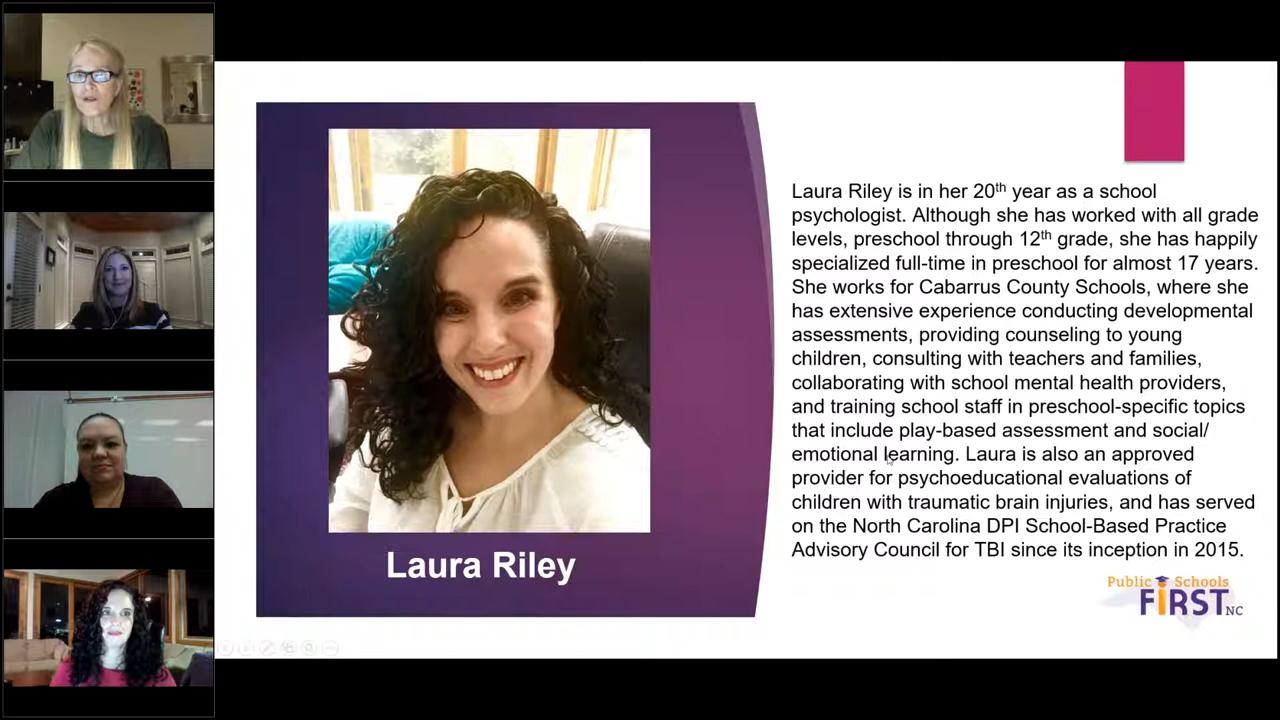 Laura Riley is in her 20th year as a school
psychologist. Although she has worked with all grade
levels, preschool through 12th grade, she has happily
specialized full-time in preschool for almost 17 years.
She works for Cabarrus County Schools, where she
has extensive experience conducting developmental
assessments, providing counseling to young
children, consulting with teachers and families,
collaborating with school mental health providers,
and training school staff in preschool-specific topics
that include play-based assessment and social/
emotional learning. Laura is also an approved
provider for psychoeducational evaluations of
children with traumatic brain injuries, and has served
on the North Carolina DPI School-Based Practice
Advisory Council for TBI since its inception in 2015.
Laura Riley
Public Schools
FiRST NC